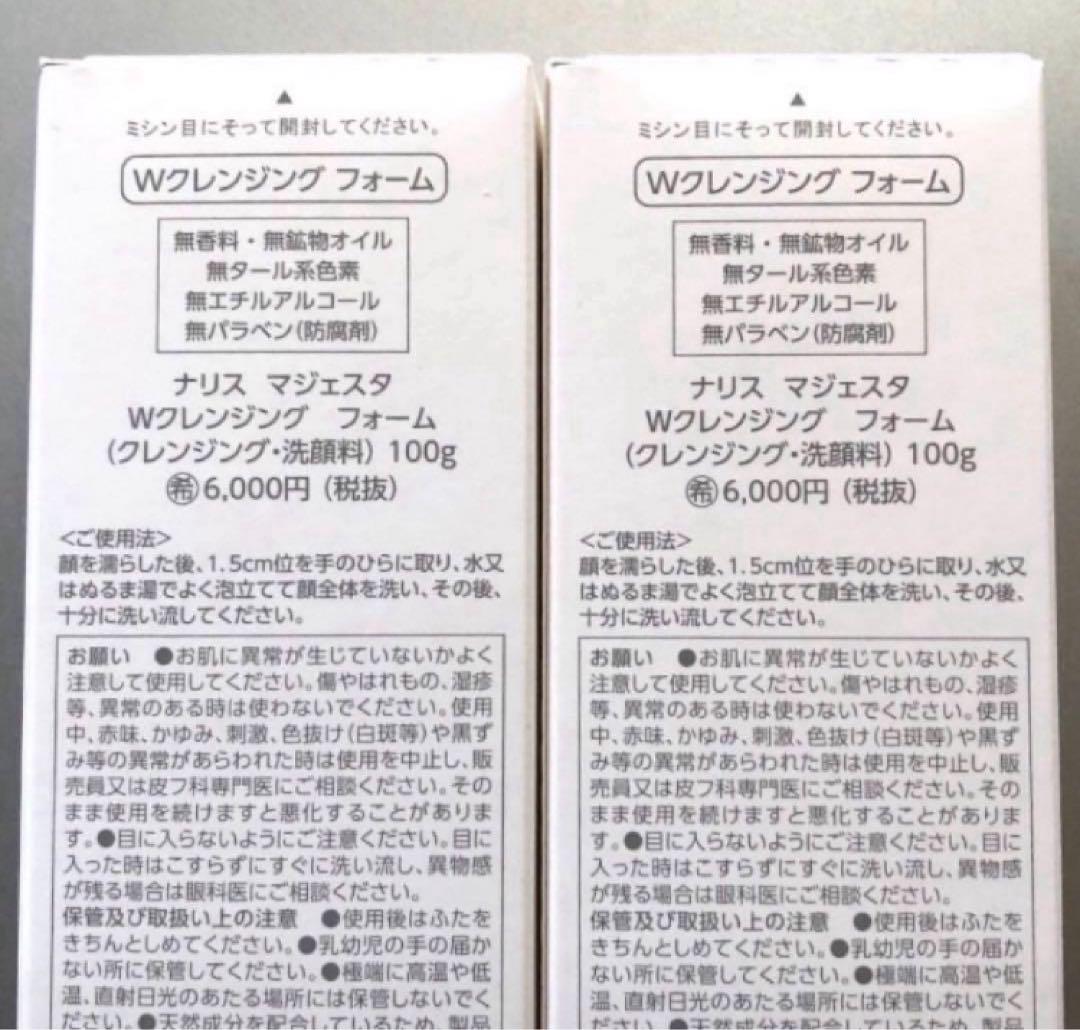 ▲
ミシン目にそって開封してください。
Wクレンジング フォーム
無香料・無鉱物オイル
無タール系色素
無エチルアルコール
無パラベン(防腐剤)
ナリス マジェスタ
Wクレンジング フォーム
(クレンジング・洗顔料) 100g
㊒6,000円 (税抜)
<ご使用法>
顔を濡らした後、1.5cm位を手のひらに取り、水又
はぬるま湯でよく泡立てて顔全体を洗い、その後、
十分に洗い流してください。
お願い ●お肌に異常が生じていないかよく
注意して使用してください。傷やはれもの、湿疹
等、異常のある時は使わないでください。使用
中、赤味、かゆみ、刺激、色抜け(白斑等)や黒ず
み等の異常があらわれた時は使用を中止し、販
売員又は皮フ科専門医にご相談ください。その
まま使用を続けますと悪化することがありま
す。●目に入らないようにご注意ください。目に
入った時はこすらずにすぐに洗い流し、異物感
が残る場合は眼科医にご相談ください。
保管及び取扱い上の注意 ●使用後はふたを
きちんとしめてください。●乳幼児の手の届か
ない所に保管してください。●極端に高温や低
温、直射日光のあたる場所には保管しないでく
ださい。●天然成分を配合しているため、製品
▲
ミシン目にそって開封してください。
Wクレンジング フォーム
無香料・無鉱物オイル
無タール系色素
無エチルアルコール
無パラベン(防腐剤)
ナリス マジェスタ
Wクレンジング フォーム
(クレンジング・洗顔料) 100g
希6,000円 (税抜)
<ご使用法>
顔を濡らした後、1.5cm位を手のひらに取り、水又
はぬるま湯でよく泡立てて顔全体を洗い、その後、
十分に洗い流してください。
お願い ●お肌に異常が生じていないかよく
注意して使用してください。傷やはれもの、湿疹
等、異常のある時は使わないでください。使用
中、赤味、かゆみ、刺激、色抜け(白斑等)や黒ず
み等の異常があらわれた時は使用を中止し、販
売員又は皮フ科専門医にご相談ください。その
まま使用を続けますと悪化することがありま
す。●目に入らないようにご注意ください。目に
入った時はこすらずにすぐに洗い流し、異物感
が残る場合は眼科医にご相談ください。
保管及び取扱い上の注意 ●使用後はふたを
きちんとしめてください。●乳幼児の手の届か
ない所に保管してください。●極端に高温や低
温、直射日光のあたる場所には保管しないでく
ださい。●天然成分を配合しているため、製品